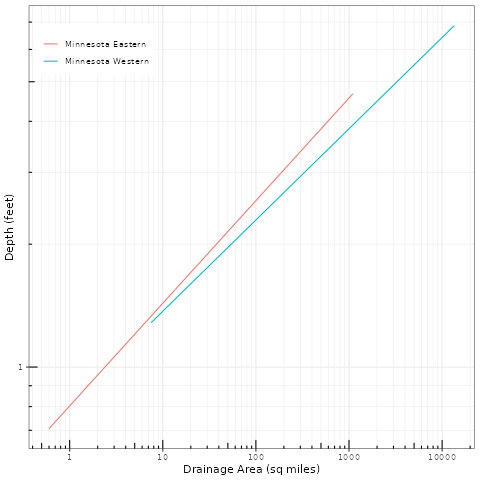 Minnesota Eastern
Minnesota Western
Depth (feet)
1
1 10 100 1000 10000
Drainage Area (sq miles)